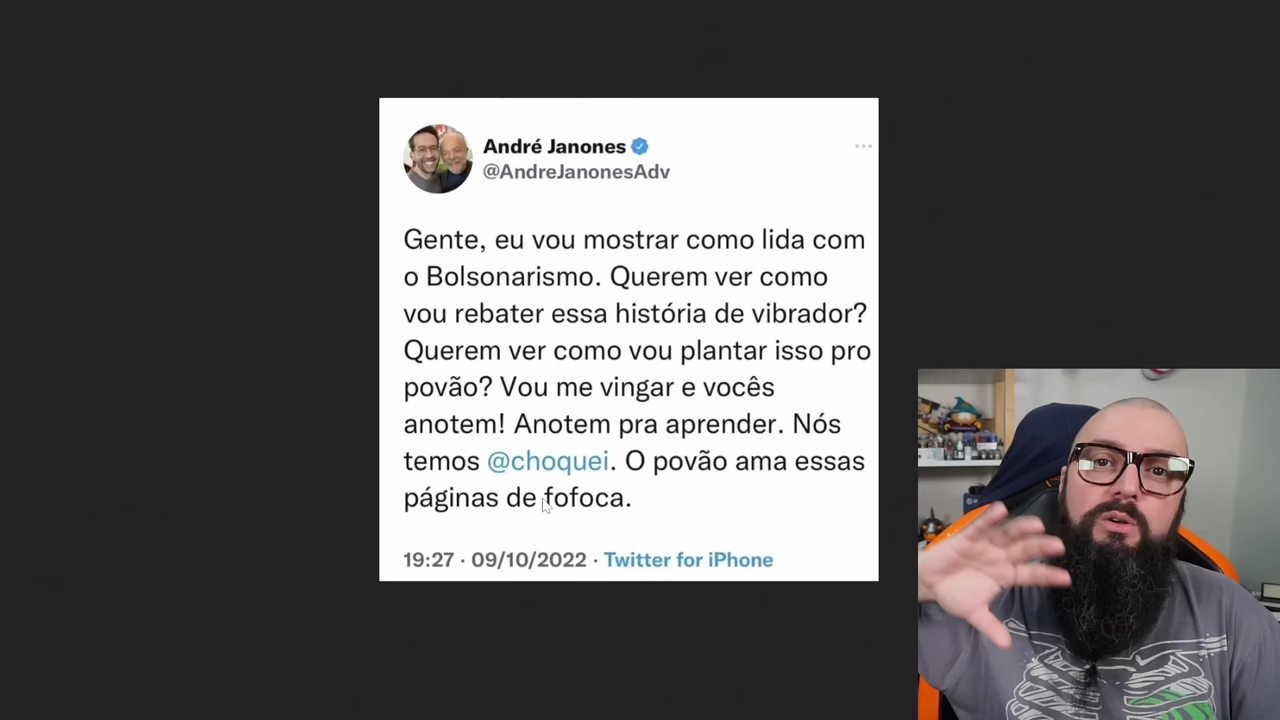 André Janones
@AndreJanonesAdv
Gente, eu vou mostrar como lida com
o Bolsonarismo. Querem ver como
vou rebater essa história de vibrador?
Querem ver como vou plantar isso pro
povão? Vou me vingar e vocês
anotem! Anotem pra aprender. Nós
temos @choquei. O povão ama essas
páginas de fofoca.
19:27 · 09/10/2022 · Twitter for iPhone